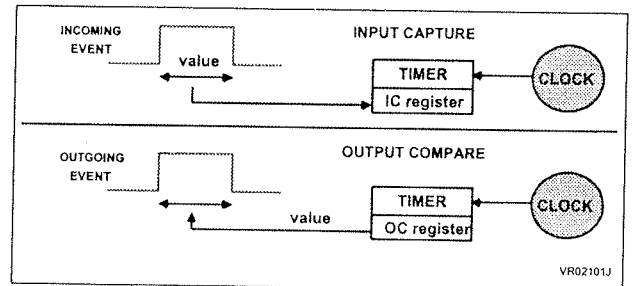 INCOMING
EVENT
value
INPUT CAPTURE
TIMER
IC register
CLOCK
OUTGOING
EVENT
value
OUTPUT COMPARE
TIMER
OC register
CLOCK
VR02101J